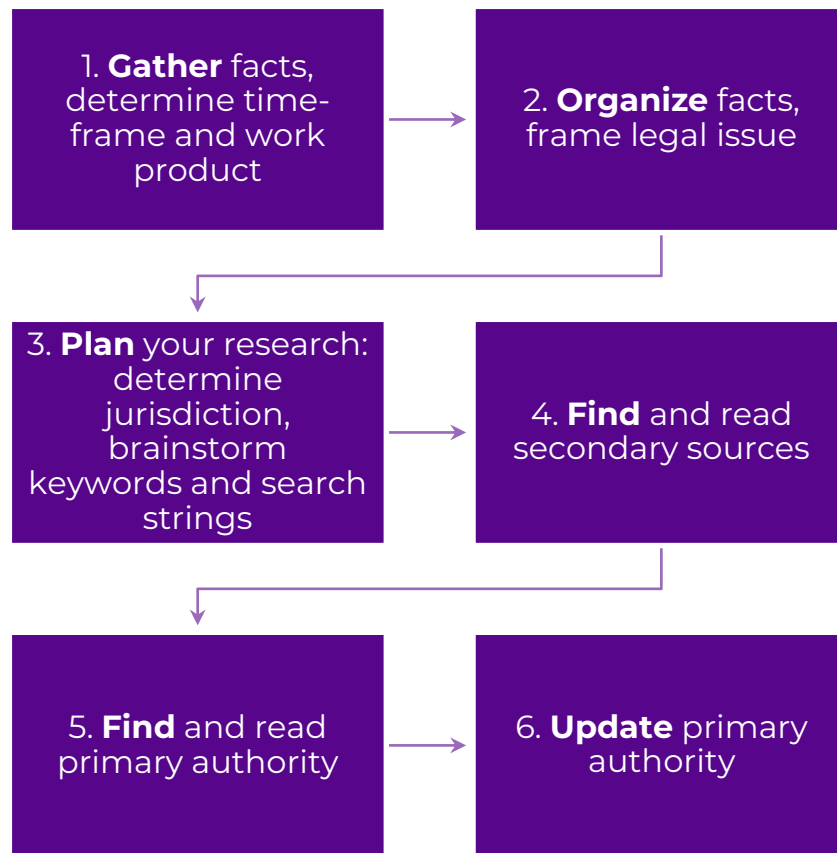 1. Gather facts,
determine time-
frame and work
product
2. Organize facts,
frame legal issue
3. Plan your research:
determine
jurisdiction,
brainstorm
keywords and search
strings
4. Find and read
secondary sources
5. Find and read
primary authority
6. Update primary
authority